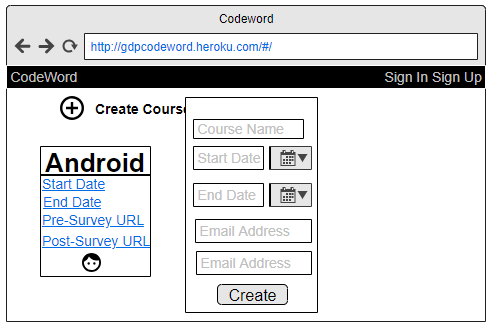 Codeword
http://gdpcodeword.heroku.com/#/
CodeWord Sign In Sign Up
Create Cours
Android
Start Date
End Date
Pre-Survey URL
Post-Survey URL
Course Name
Start Date
End Date
Email Address
Email Address
Create